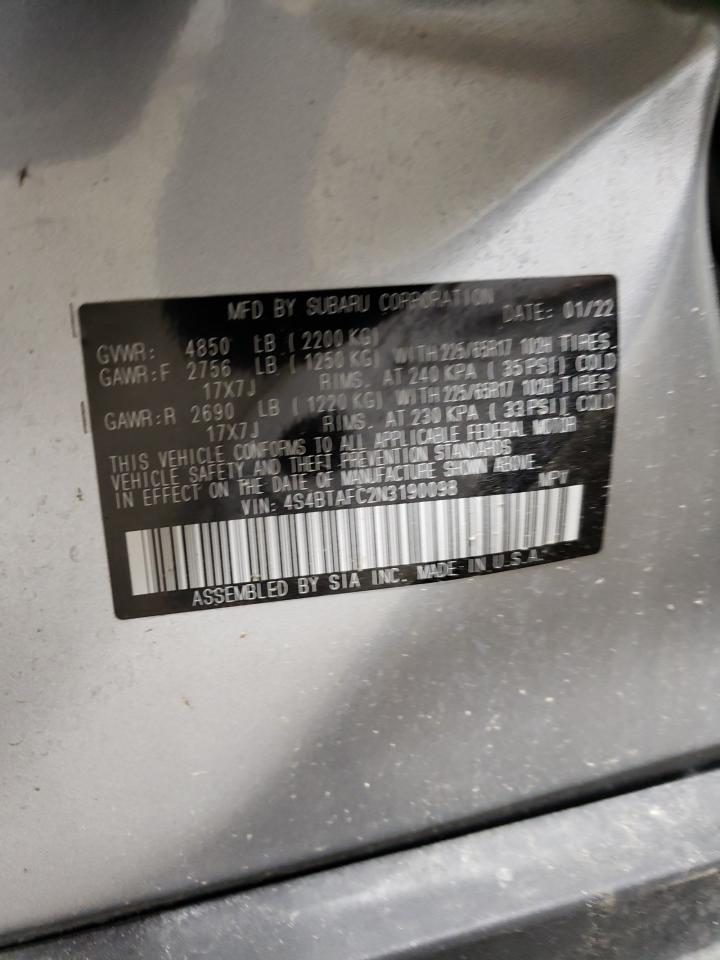 MFD BY SUBARU CORPORATION DATE: 01/22
GVWR: 4850 LB (2200 KG)
GAWR:F 2756 LB (1250 KG) WITH 225/65R17 102H TIRES.
17X7J RIMS. AT 240 KPA (35 PSI) COLD
GAWR:R 2690 LB (1220 KG) WITH 225/65R17 102H TIRES.
17X7J RIMS. AT 230 KPA (33 PSI) COLD
THIS VEHICLE CONFORMS TO ALL APPLICABLE FEDERAL MOTOR
VEHICLE SAFETY AND THEFT PREVENTION STANDARDS
IN EFFECT ON THE DATE OF MANUFACTURE SHOWN ABOVE.
VIN: 4S4BTAFC2N3190098 MPV
ASSEMBLED BY SIA INC. MADE IN U.S.A.